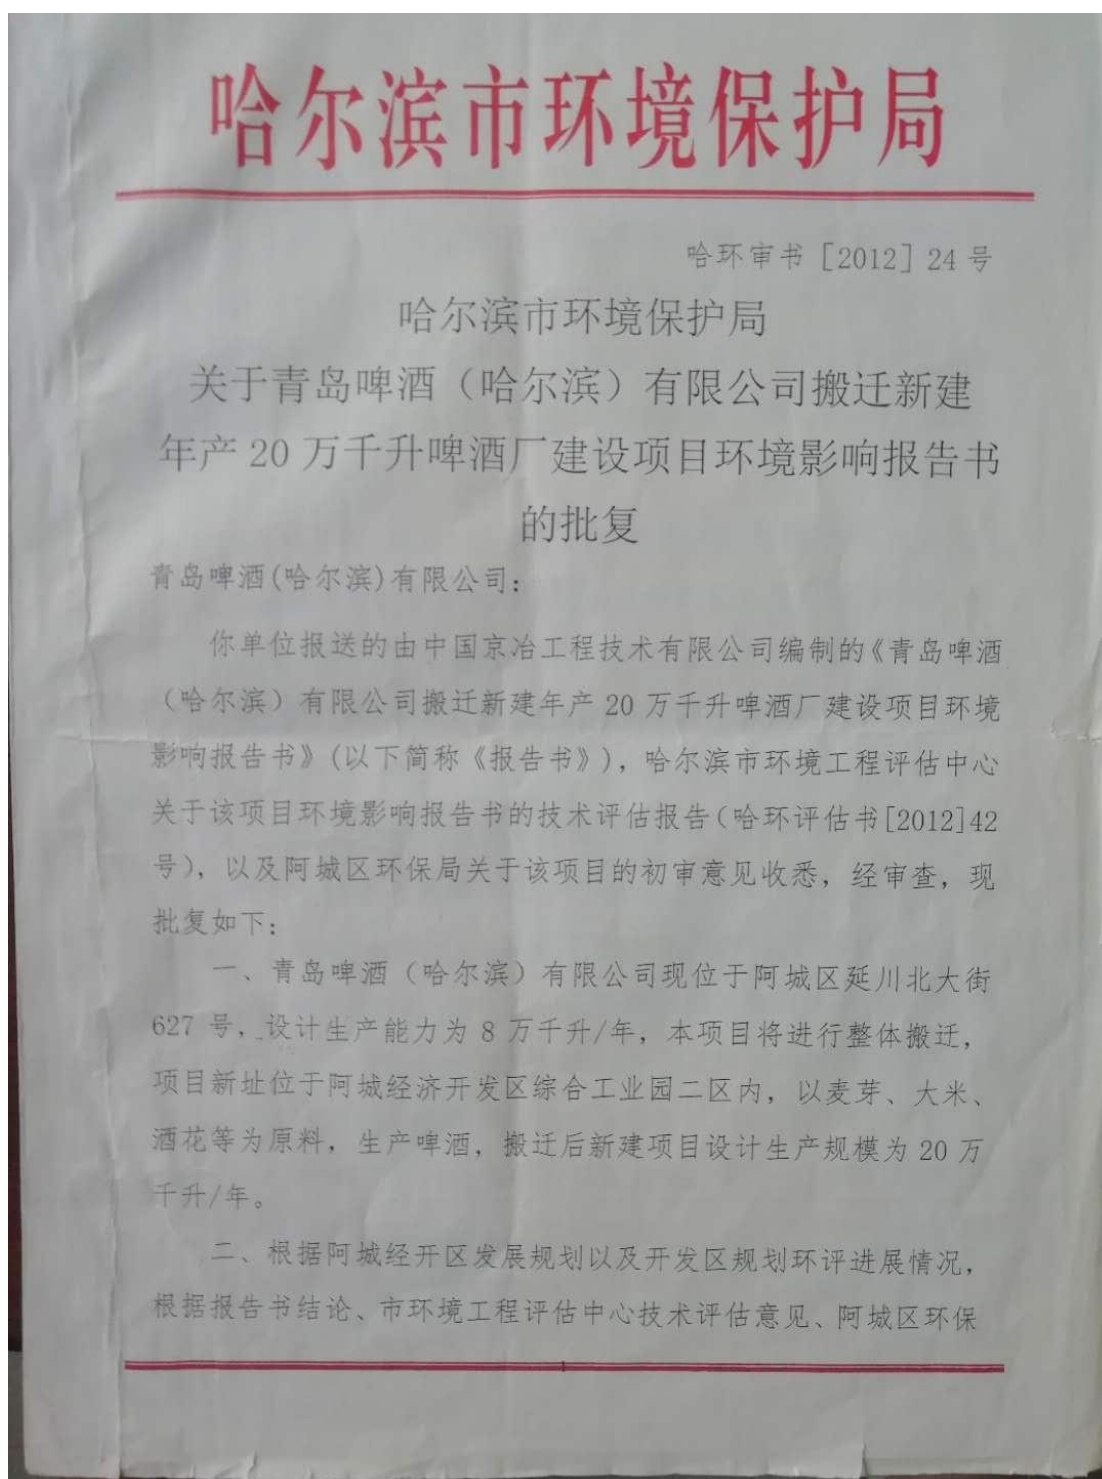 哈尔滨市环境保护局
哈环审书［2012］24 号
哈尔滨市环境保护局
关于青岛啤酒（哈尔滨）有限公司搬迁新建
年产 20 万千升啤酒厂建设项目环境影响报告书
的批复
青岛啤酒(哈尔滨)有限公司：
你单位报送的由中国京冶工程技术有限公司编制的《青岛啤酒
（哈尔滨）有限公司搬迁新建年产 20 万千升啤酒厂建设项目环境
影响报告书》(以下简称《报告书》)，哈尔滨市环境工程评估中心
关于该项目环境影响报告书的技术评估报告(哈环评估书[2012]42
号)，以及阿城区环保局关于该项目的初审意见收悉，经审查，现
批复如下：
一、青岛啤酒（哈尔滨）有限公司现位于阿城区延川北大街
627 号，设计生产能力为 8 万千升/年，本项目将进行整体搬迁，
项目新址位于阿城经济开发区综合工业园二区内，以麦芽、大米、
酒花等为原料，生产啤酒，搬迁后新建项目设计生产规模为 20 万
千升/年。
二、根据阿城经开区发展规划以及开发区规划环评进展情况，
根据报告书结论、市环境工程评估中心技术评估意见、阿城区环保
1